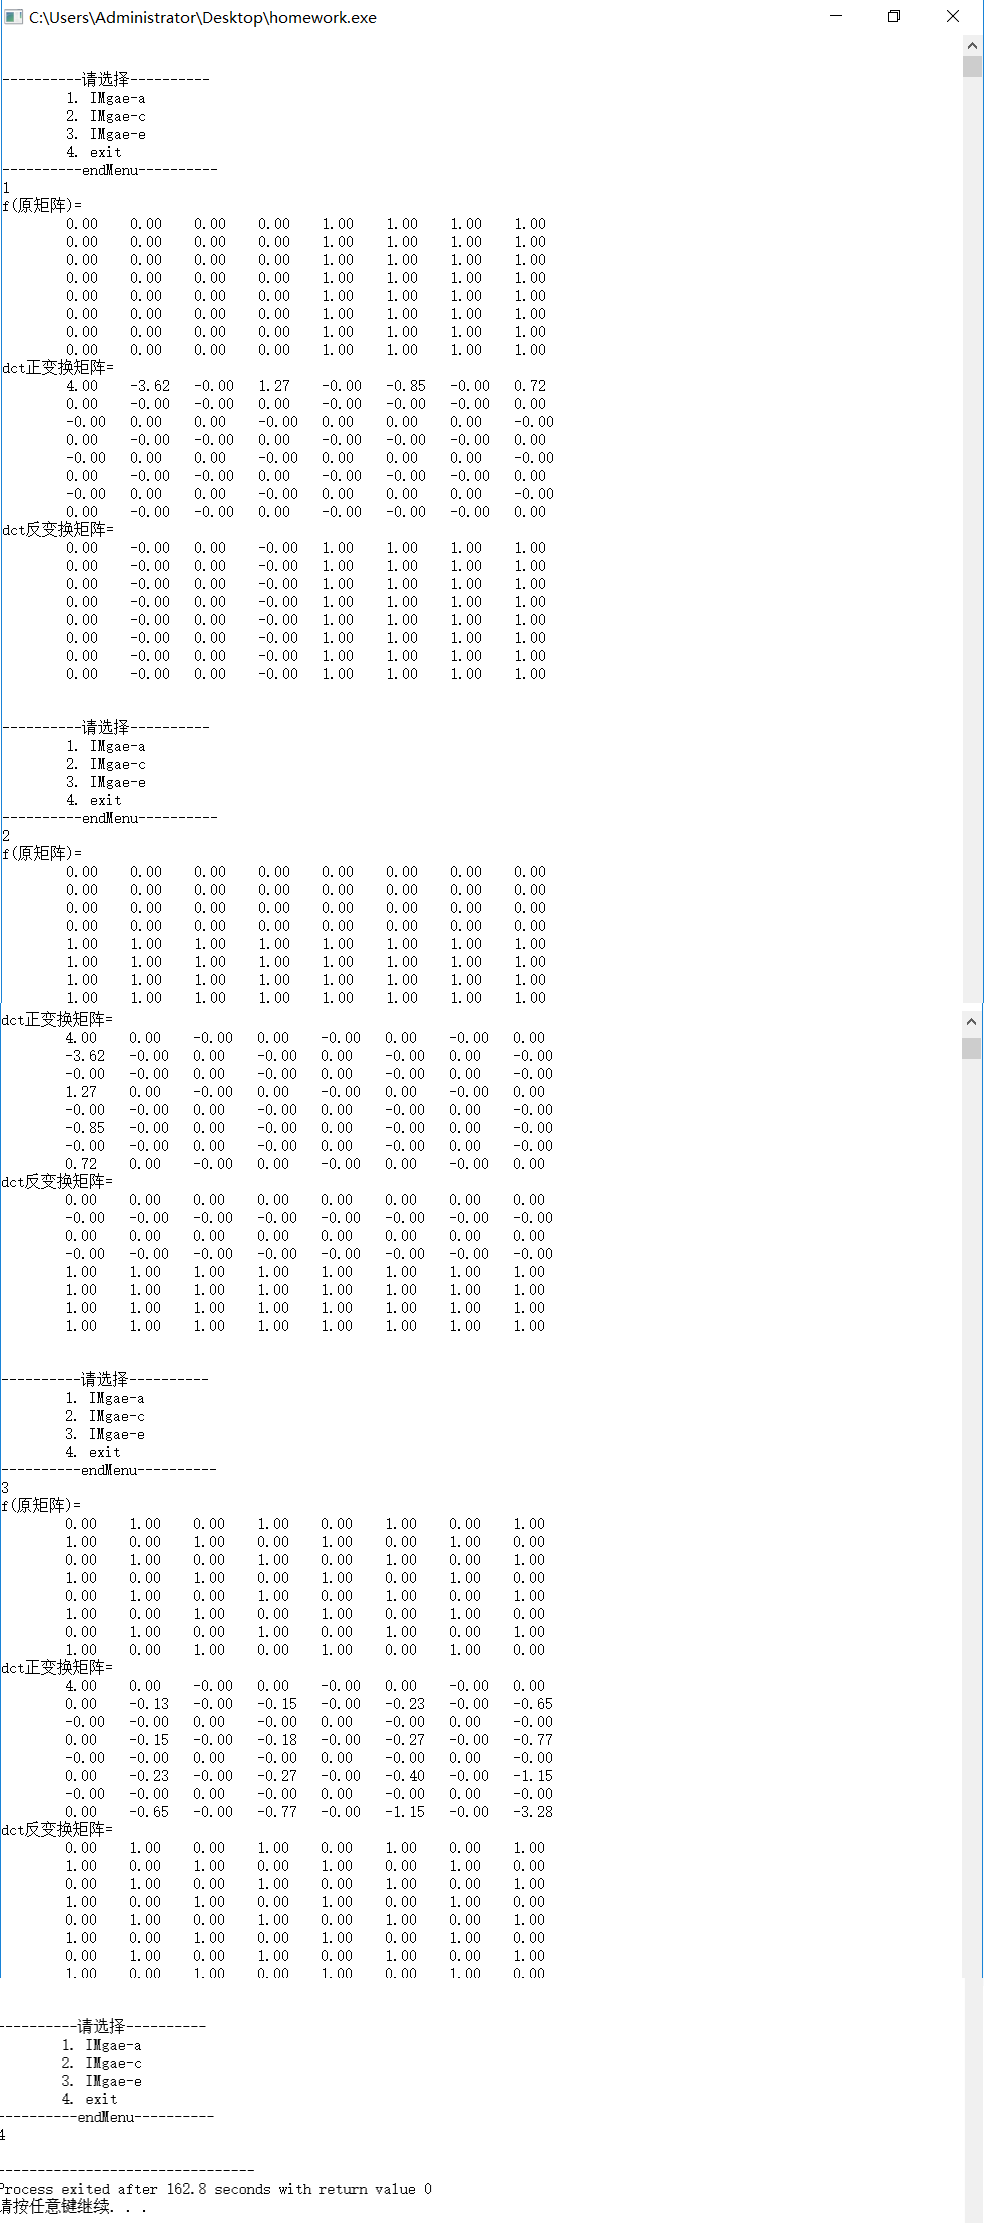 C:\Users\Administrator\Desktop\homework.exe
----------请选择----------
1. IMgae-a
2. IMgae-c
3. IMgae-e
4. exit
----------endMenu----------
1
f(原矩阵)=
0.00 0.00 0.00 0.00 1.00 1.00 1.00 1.00
0.00 0.00 0.00 0.00 1.00 1.00 1.00 1.00
0.00 0.00 0.00 0.00 1.00 1.00 1.00 1.00
0.00 0.00 0.00 0.00 1.00 1.00 1.00 1.00
0.00 0.00 0.00 0.00 1.00 1.00 1.00 1.00
0.00 0.00 0.00 0.00 1.00 1.00 1.00 1.00
0.00 0.00 0.00 0.00 1.00 1.00 1.00 1.00
0.00 0.00 0.00 0.00 1.00 1.00 1.00 1.00
dct正变换矩阵=
4.00 -3.62 -0.00 1.27 -0.00 -0.85 -0.00 0.72
0.00 -0.00 -0.00 0.00 -0.00 -0.00 -0.00 0.00
-0.00 0.00 0.00 -0.00 0.00 0.00 0.00 -0.00
0.00 -0.00 -0.00 0.00 -0.00 -0.00 -0.00 0.00
-0.00 0.00 0.00 -0.00 0.00 0.00 0.00 -0.00
0.00 -0.00 -0.00 0.00 -0.00 -0.00 -0.00 0.00
-0.00 0.00 0.00 -0.00 0.00 0.00 0.00 -0.00
0.00 -0.00 -0.00 0.00 -0.00 -0.00 -0.00 0.00
dct反变换矩阵=
0.00 -0.00 0.00 -0.00 1.00 1.00 1.00 1.00
0.00 -0.00 0.00 -0.00 1.00 1.00 1.00 1.00
0.00 -0.00 0.00 -0.00 1.00 1.00 1.00 1.00
0.00 -0.00 0.00 -0.00 1.00 1.00 1.00 1.00
0.00 -0.00 0.00 -0.00 1.00 1.00 1.00 1.00
0.00 -0.00 0.00 -0.00 1.00 1.00 1.00 1.00
0.00 -0.00 0.00 -0.00 1.00 1.00 1.00 1.00
0.00 -0.00 0.00 -0.00 1.00 1.00 1.00 1.00
----------请选择----------
1. IMgae-a
2. IMgae-c
3. IMgae-e
4. exit
----------endMenu----------
2
f(原矩阵)=
0.00 0.00 0.00 0.00 0.00 0.00 0.00 0.00
0.00 0.00 0.00 0.00 0.00 0.00 0.00 0.00
0.00 0.00 0.00 0.00 0.00 0.00 0.00 0.00
0.00 0.00 0.00 0.00 0.00 0.00 0.00 0.00
1.00 1.00 1.00 1.00 1.00 1.00 1.00 1.00
1.00 1.00 1.00 1.00 1.00 1.00 1.00 1.00
1.00 1.00 1.00 1.00 1.00 1.00 1.00 1.00
1.00 1.00 1.00 1.00 1.00 1.00 1.00 1.00
dct正变换矩阵=
4.00 0.00 -0.00 0.00 -0.00 0.00 -0.00 0.00
-3.62 -0.00 0.00 -0.00 0.00 -0.00 0.00 -0.00
-0.00 -0.00 0.00 -0.00 0.00 -0.00 0.00 -0.00
1.27 0.00 -0.00 0.00 -0.00 0.00 -0.00 0.00
-0.00 -0.00 0.00 -0.00 0.00 -0.00 0.00 -0.00
-0.85 -0.00 0.00 -0.00 0.00 -0.00 0.00 -0.00
-0.00 -0.00 0.00 -0.00 0.00 -0.00 0.00 -0.00
0.72 0.00 -0.00 0.00 -0.00 0.00 -0.00 0.00
dct反变换矩阵=
0.00 0.00 0.00 0.00 0.00 0.00 0.00 0.00
-0.00 -0.00 -0.00 -0.00 -0.00 -0.00 -0.00 -0.00
0.00 0.00 0.00 0.00 0.00 0.00 0.00 0.00
-0.00 -0.00 -0.00 -0.00 -0.00 -0.00 -0.00 -0.00
1.00 1.00 1.00 1.00 1.00 1.00 1.00 1.00
1.00 1.00 1.00 1.00 1.00 1.00 1.00 1.00
1.00 1.00 1.00 1.00 1.00 1.00 1.00 1.00
1.00 1.00 1.00 1.00 1.00 1.00 1.00 1.00
----------请选择----------
1. IMgae-a
2. IMgae-c
3. IMgae-e
4. exit
----------endMenu----------
3
f(原矩阵)=
0.00 1.00 0.00 1.00 0.00 1.00 0.00 1.00
1.00 0.00 1.00 0.00 1.00 0.00 1.00 0.00
0.00 1.00 0.00 1.00 0.00 1.00 0.00 1.00
1.00 0.00 1.00 0.00 1.00 0.00 1.00 0.00
0.00 1.00 0.00 1.00 0.00 1.00 0.00 1.00
1.00 0.00 1.00 0.00 1.00 0.00 1.00 0.00
0.00 1.00 0.00 1.00 0.00 1.00 0.00 1.00
1.00 0.00 1.00 0.00 1.00 0.00 1.00 0.00
dct正变换矩阵=
4.00 0.00 -0.00 0.00 -0.00 0.00 -0.00 0.00
0.00 -0.13 -0.00 -0.15 -0.00 -0.23 -0.00 -0.65
-0.00 -0.00 0.00 -0.00 0.00 -0.00 0.00 -0.00
0.00 -0.15 -0.00 -0.18 -0.00 -0.27 -0.00 -0.77
-0.00 -0.00 0.00 -0.00 0.00 -0.00 0.00 -0.00
0.00 -0.23 -0.00 -0.27 -0.00 -0.40 -0.00 -1.15
-0.00 -0.00 0.00 -0.00 0.00 -0.00 0.00 -0.00
0.00 -0.65 -0.00 -0.77 -0.00 -1.15 -0.00 -3.28
dct反变换矩阵=
0.00 1.00 0.00 1.00 0.00 1.00 0.00 1.00
1.00 0.00 1.00 0.00 1.00 0.00 1.00 0.00
0.00 1.00 0.00 1.00 0.00 1.00 0.00 1.00
1.00 0.00 1.00 0.00 1.00 0.00 1.00 0.00
0.00 1.00 0.00 1.00 0.00 1.00 0.00 1.00
1.00 0.00 1.00 0.00 1.00 0.00 1.00 0.00
0.00 1.00 0.00 1.00 0.00 1.00 0.00 1.00
1.00 0.00 1.00 0.00 1.00 0.00 1.00 0.00
----------请选择----------
1. IMgae-a
2. IMgae-c
3. IMgae-e
4. exit
----------endMenu----------
4
--------------------------------
Process exited after 162.8 seconds with return value 0
请按任意键继续. . .